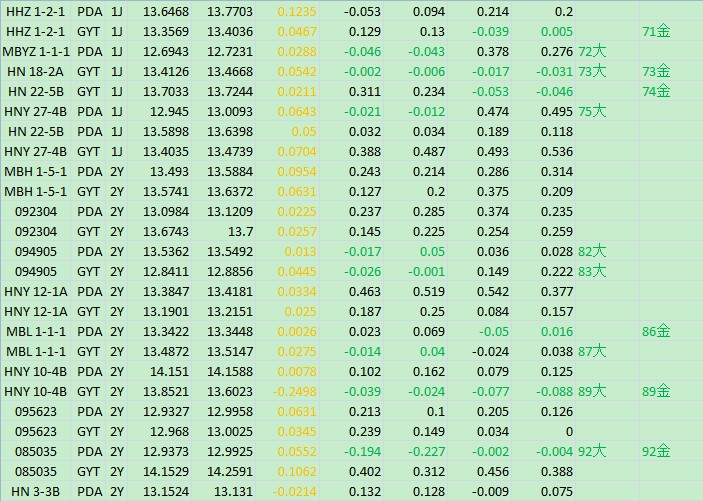 HHZ 1-2-1 PDA 1J 13.6468 13.7703 0.1235 -0.053 0.094 0.214 0.2
HHZ 1-2-1 GYT 1J 13.3569 13.4036 0.0467 0.129 0.13 -0.039 0.005 71金
MBYZ 1-1-1 PDA 1J 12.6943 12.7231 0.0288 -0.046 -0.043 0.378 0.276 72大
HN 18-2A GYT 1J 13.4126 13.4668 0.0542 -0.002 -0.006 -0.017 -0.031 73大 73金
HN 22-5B GYT 1J 13.7033 13.7244 0.0211 0.311 0.234 -0.053 -0.046 74金
HNY 27-4B PDA 1J 12.945 13.0093 0.0643 -0.021 -0.012 0.474 0.495 75大
HN 22-5B PDA 1J 13.5898 13.6398 0.05 0.032 0.034 0.189 0.118
HNY 27-4B GYT 1J 13.4035 13.4739 0.0704 0.388 0.487 0.493 0.536
MBH 1-5-1 PDA 2Y 13.493 13.5884 0.0954 0.243 0.214 0.286 0.314
MBH 1-5-1 GYT 2Y 13.5741 13.6372 0.0631 0.127 0.2 0.375 0.209
092304 PDA 2Y 13.0984 13.1209 0.0225 0.237 0.285 0.374 0.235
092304 GYT 2Y 13.6743 13.7 0.0257 0.145 0.225 0.254 0.259
094905 PDA 2Y 13.5362 13.5492 0.013 -0.017 0.05 0.036 0.028 82大
094905 GYT 2Y 12.8411 12.8856 0.0445 -0.026 -0.001 0.149 0.222 83大
HNY 12-1A PDA 2Y 13.3847 13.4181 0.0334 0.463 0.519 0.542 0.377
HNY 12-1A GYT 2Y 13.1901 13.2151 0.025 0.187 0.25 0.084 0.157
MBL 1-1-1 PDA 2Y 13.3422 13.3448 0.0026 0.023 0.069 -0.05 0.016 86金
MBL 1-1-1 GYT 2Y 13.4872 13.5147 0.0275 -0.014 0.04 -0.024 0.038 87大
HNY 10-4B PDA 2Y 14.151 14.1588 0.0078 0.102 0.162 0.079 0.125
HNY 10-4B GYT 2Y 13.8521 13.6023 -0.2498 -0.039 -0.024 -0.077 -0.088 89大 89金
095623 PDA 2Y 12.9327 12.9958 0.0631 0.213 0.1 0.205 0.126
095623 GYT 2Y 12.968 13.0025 0.0345 0.239 0.149 0.034 0
085035 PDA 2Y 12.9373 12.9925 0.0552 -0.194 -0.227 -0.002 -0.004 92大 92金
085035 GYT 2Y 14.1529 14.2591 0.1062 0.402 0.312 0.456 0.388
HN 3-3B PDA 2Y 13.1524 13.131 -0.0214 0.132 0.128 -0.009 0.075